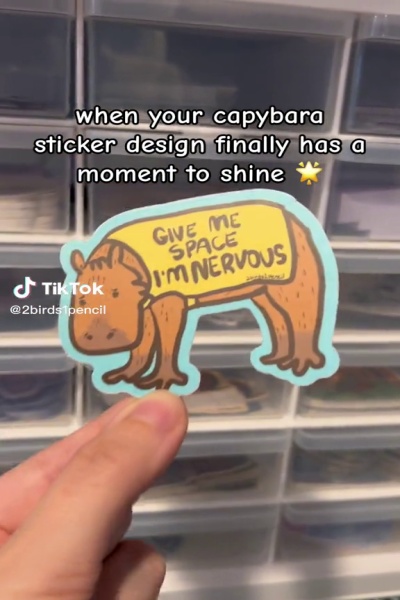 when your capybara
sticker design finally has a
moment to shine 🌟
GIVE ME
SPACE
I'M NERVOUS
TikTok
@2birds1pencil